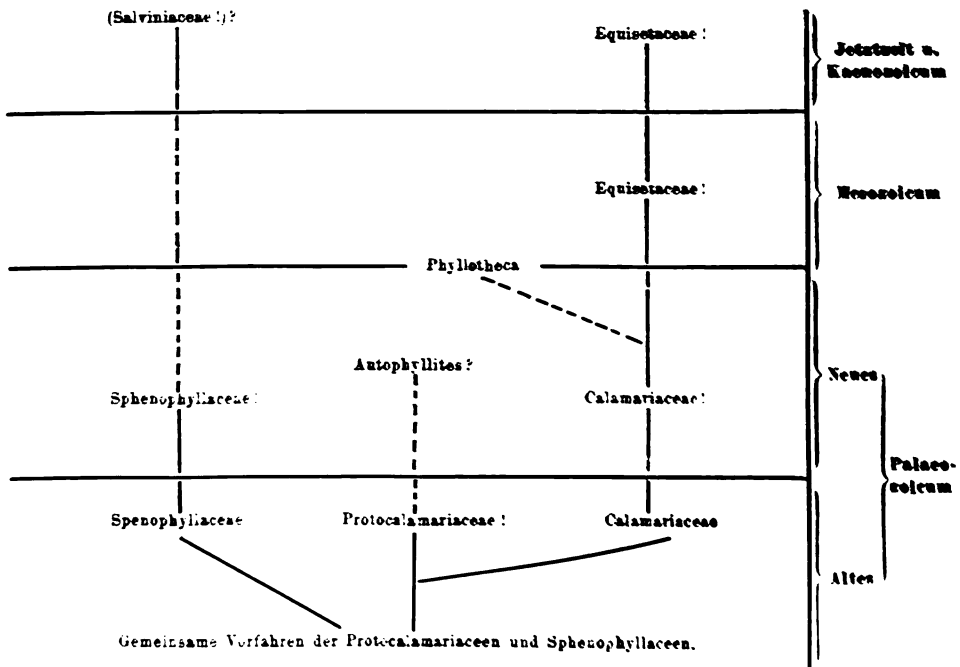 (Salviniaceae!)?
Equisetaceae!
Jetztzeit u.
Kaenozoicum
Equisetaceae!
Mesozoicum
Phyllotheca
Autophyllites?
Neues
Sphenophyllaceae!
Calamariaceae!
Palaeo-
zoicum
Spenophyllaceae
Protocalamariaceae!
Calamariaceae
Altes
Gemeinsame Vorfahren der Protocalamariaceen und Sphenophyllaceen.